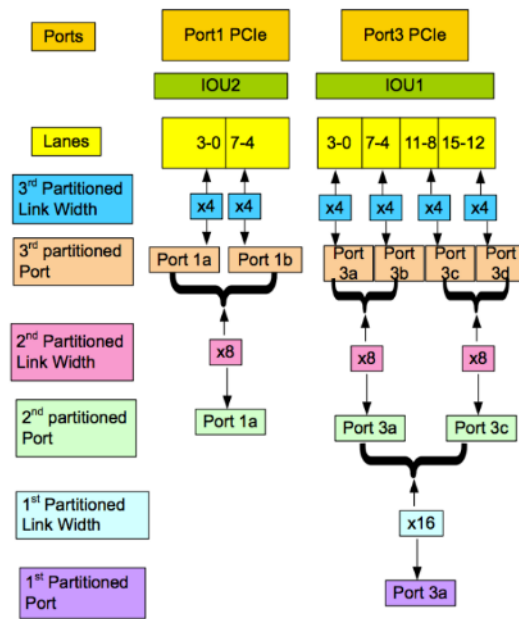 Ports Port1 PCIe Port3 PCIe
IOU2 IOU1
Lanes 3-0 7-4 3-0 7-4 11-8 15-12
3rd Partitioned
Link Width
x4 x4 x4 x4 x4 x4
3rd partitioned
Port
Port 1a Port 1b Port
3a Port
3b Port
3c Port
3d
2nd Partitioned
Link Width
x8 x8 x8
2nd partitioned
Port
Port 1a Port 3a Port 3c
1st Partitioned
Link Width
x16
1st Partitioned
Port
Port 3a